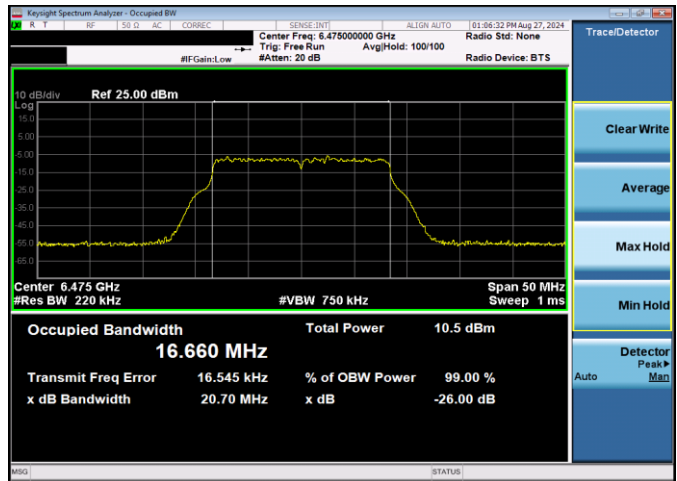 Keysight Spectrum Analyzer - Occupied BW
LXI R T RF 50 Ω AC CORREC SENSE:INT ALIGN AUTO 01:06:32 PM Aug 27, 2024
Center Freq: 6.475000000 GHz Radio Std: None
Trig: Free Run Avg|Hold: 100/100
#IFGain:Low #Atten: 20 dB Radio Device: BTS
Trace/Detector
10 dB/div Ref 25.00 dBm
Log
15.0
5.00
-5.00
-15.0
-25.0
-35.0
-45.0
-55.0
-65.0
Center 6.475 GHz Span 50 MHz
#Res BW 220 kHz #VBW 750 kHz Sweep 1 ms
Occupied Bandwidth Total Power 10.5 dBm
16.660 MHz
Transmit Freq Error 16.545 kHz % of OBW Power 99.00 %
x dB Bandwidth 20.70 MHz x dB -26.00 dB
Clear Write
Average
Max Hold
Min Hold
Detector
Peak▶
Auto Man
MSG STATUS